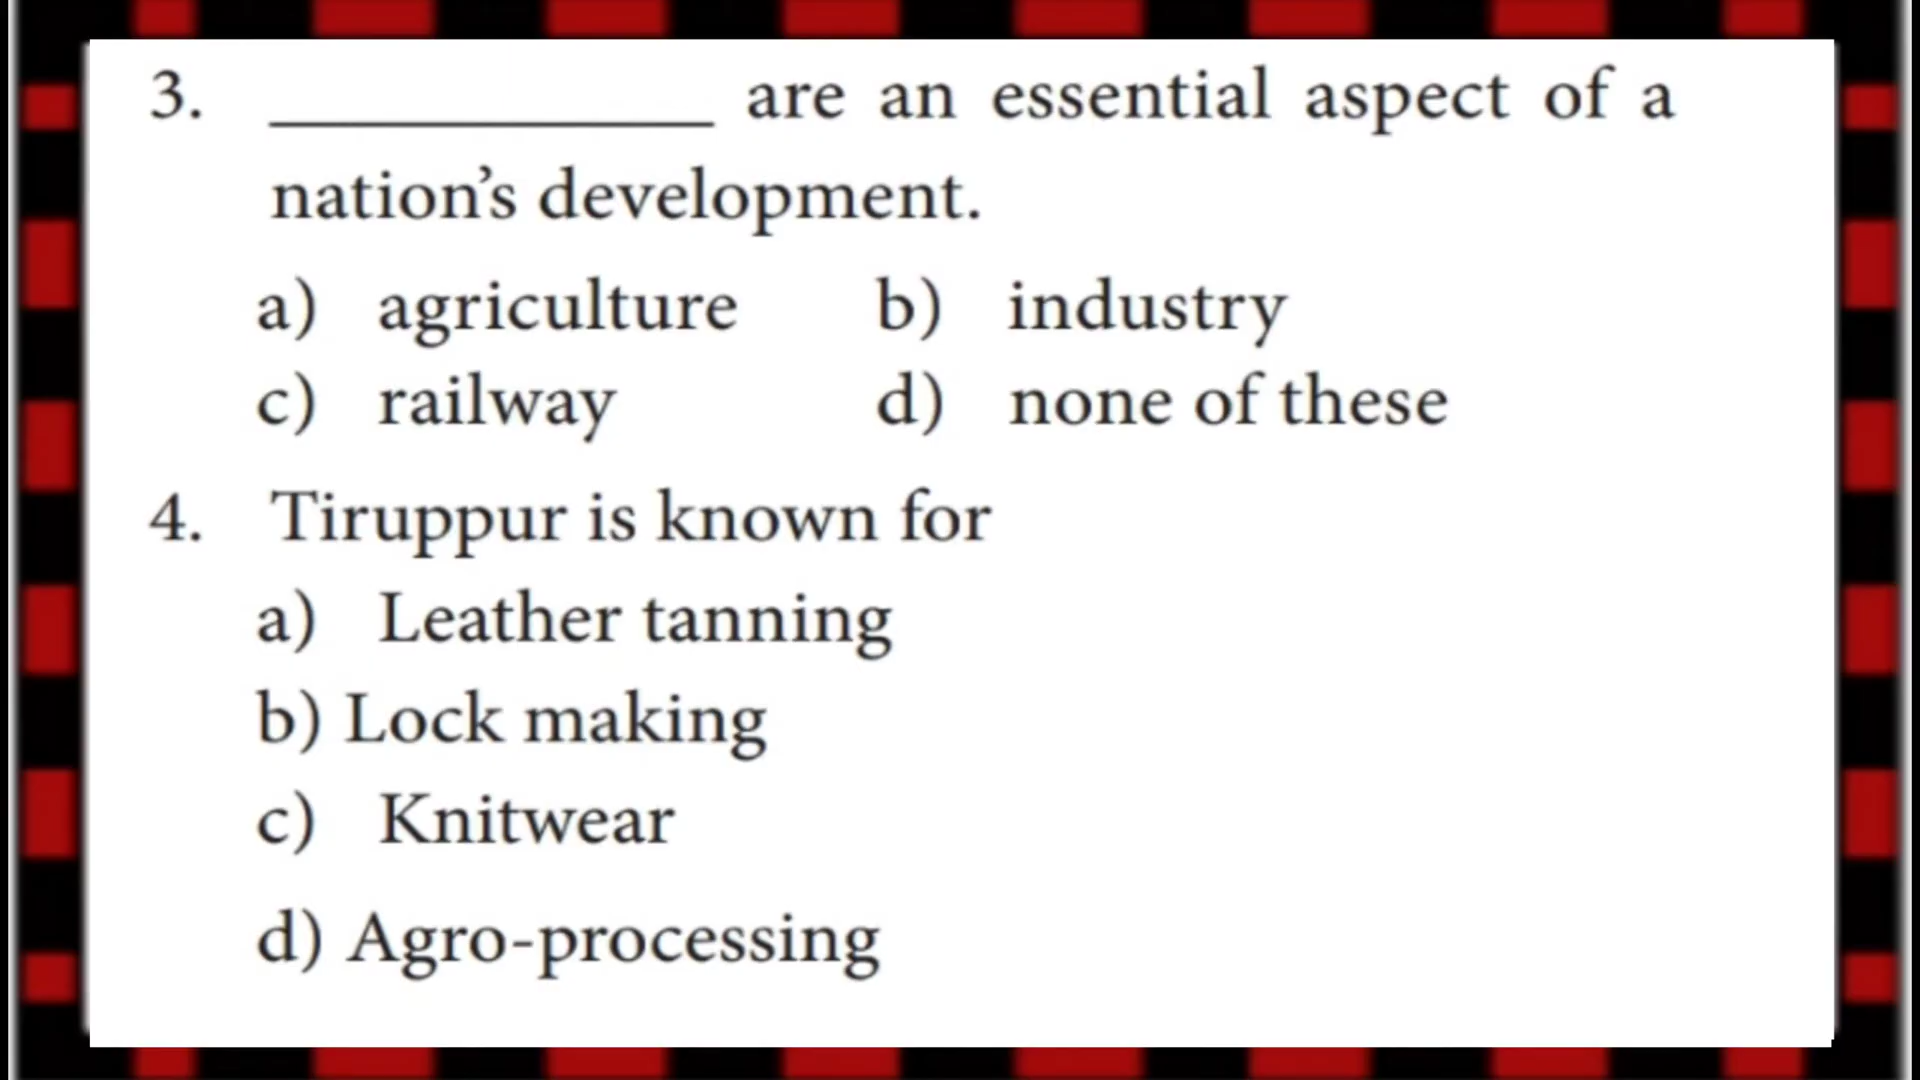 3. ____________ are an essential aspect of a
nation’s development.
a) agriculture b) industry
c) railway d) none of these
4. Tiruppur is known for
a) Leather tanning
b) Lock making
c) Knitwear
d) Agro-processing